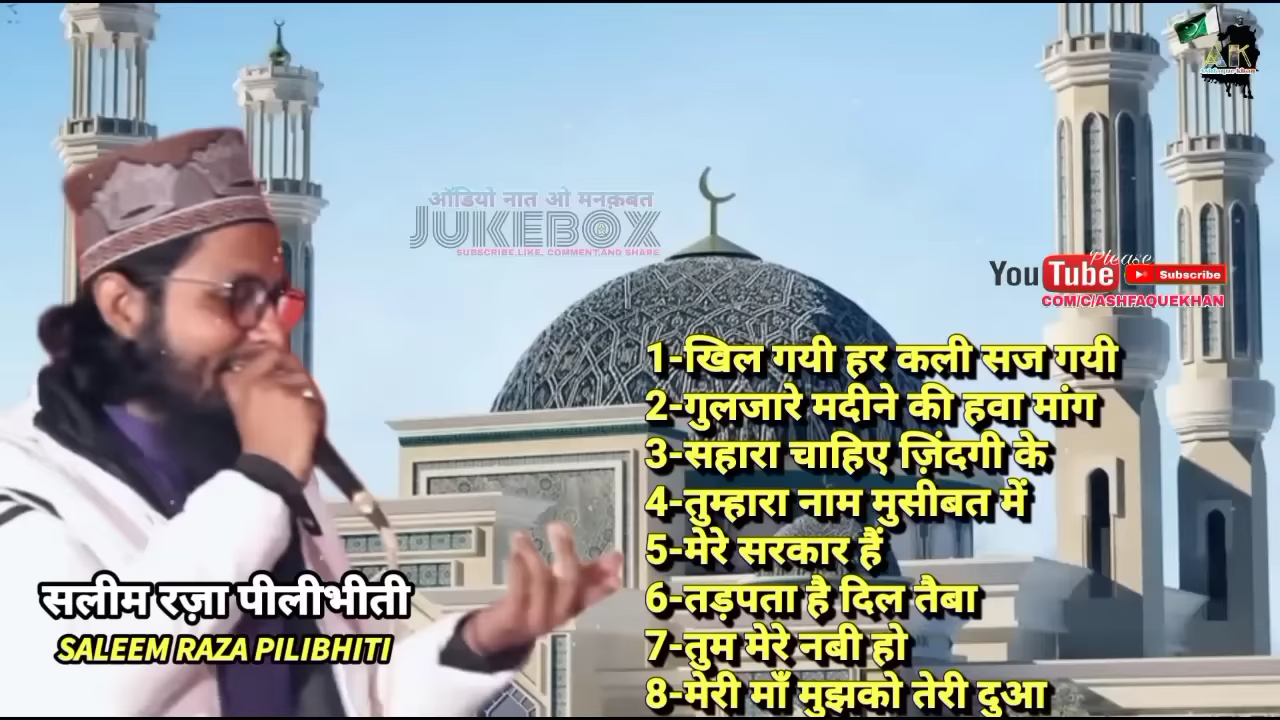 AK
Ashfaque khan
ऑडियो नात ओ मनक़बत
JUKEBOX
SUBSCRIBE.LIKE. COMMENT.AND SHARE
Please
YouTube Subscribe
COM/C/ASHFAQUEKHAN
1-खिल गयी हर कली सज गयी
2-गुलजारे मदीने की हवा मांग
3-सहारा चाहिए ज़िंदगी के
4-तुम्हारा नाम मुसीबत में
5-मेरे सरकार हैं
6-तड़पता है दिल तैबा
7-तुम मेरे नबी हो
8-मेरी माँ मुझको तेरी दुआ
सलीम रज़ा पीलीभीती
SALEEM RAZA PILIBHITI